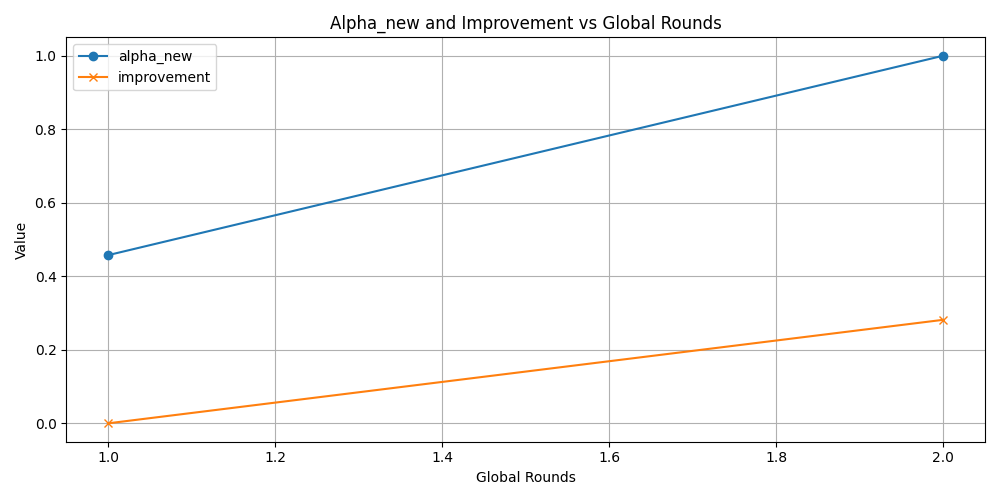 Alpha_new and Improvement vs Global Rounds
alpha_new
improvement
1.0
0.8
0.6
0.4
0.2
0.0
Value
1.0 1.2 1.4 1.6 1.8 2.0
Global Rounds